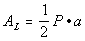 A_L = 1/2 P • a